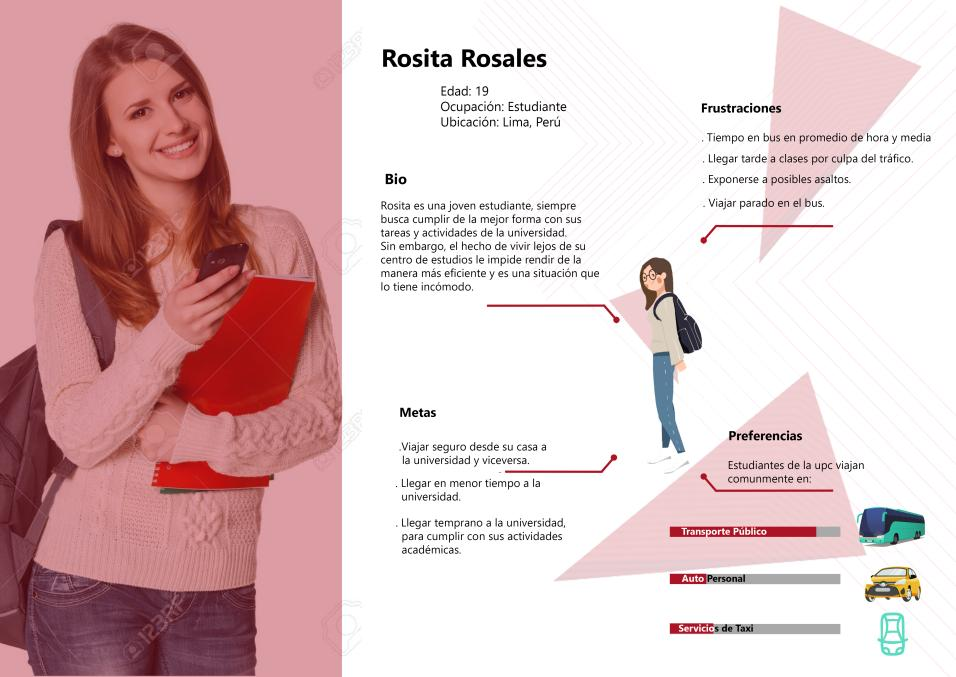 Rosita Rosales
Edad: 19
Ocupación: Estudiante
Ubicación: Lima, Perú
Bio
Rosita es una joven estudiante, siempre
busca cumplir de la mejor forma con sus
tareas y actividades de la universidad.
Sin embargo, el hecho de vivir lejos de su
centro de estudios le impide rendir de la
manera más eficiente y es una situación que
lo tiene incómodo.
Metas
.Viajar seguro desde su casa a
la universidad y viceversa.
. Llegar en menor tiempo a la
universidad.
. Llegar temprano a la universidad,
para cumplir con sus actividades
académicas.
Frustraciones
. Tiempo en bus en promedio de hora y media
. Llegar tarde a clases por culpa del tráfico.
. Exponerse a posibles asaltos.
. Viajar parado en el bus.
Preferencias
Estudiantes de la upc viajan
comunmente en:
Transporte Público
Auto Personal
Servicios de Taxi